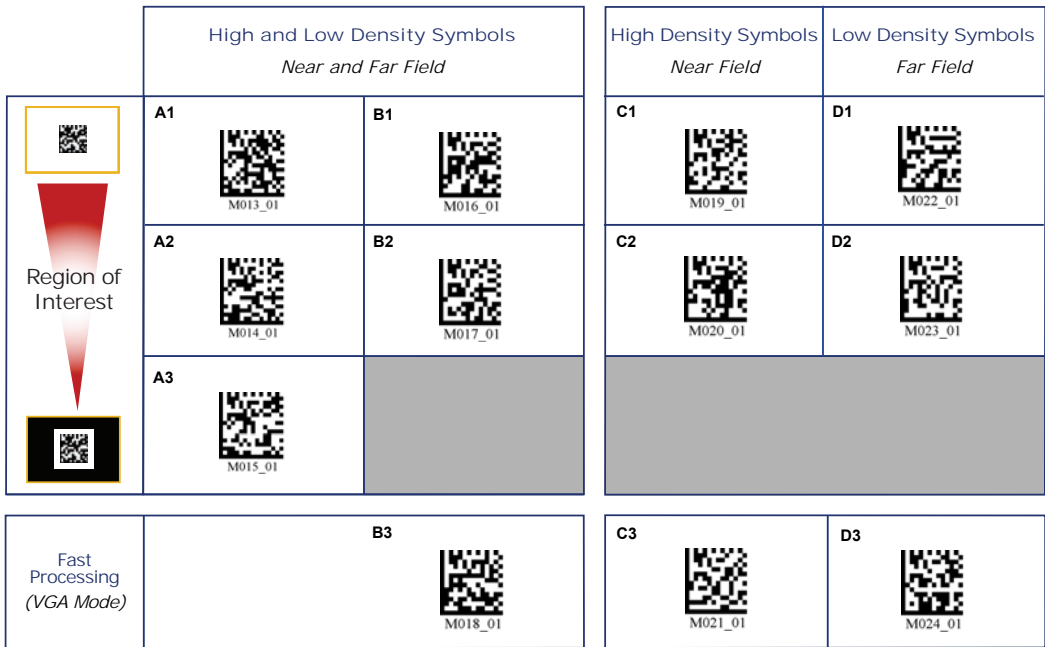 High and Low Density Symbols
Near and Far Field
High Density Symbols
Near Field
Low Density Symbols
Far Field
Region of
Interest
A1
M013_01
B1
M016_01
C1
M019_01
D1
M022_01
A2
M014_01
B2
M017_01
C2
M020_01
D2
M023_01
A3
M015_01
Fast
Processing
(VGA Mode)
B3
M018_01
C3
M021_01
D3
M024_01